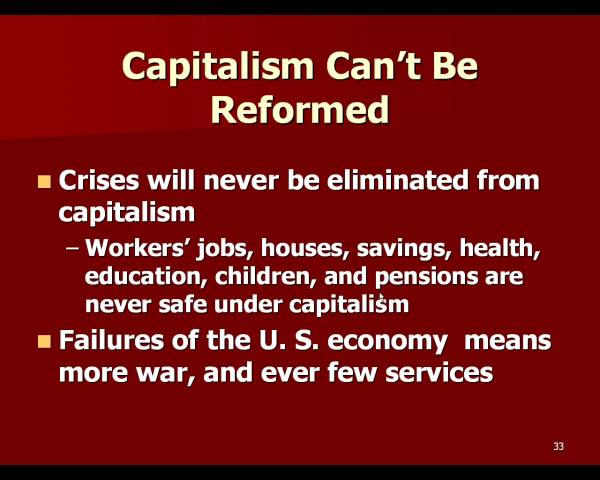 Capitalism Can’t Be
Reformed
■ Crises will never be eliminated from
capitalism
– Workers’ jobs, houses, savings, health,
education, children, and pensions are
never safe under capitalism
■ Failures of the U. S. economy  means
more war, and ever few services
33